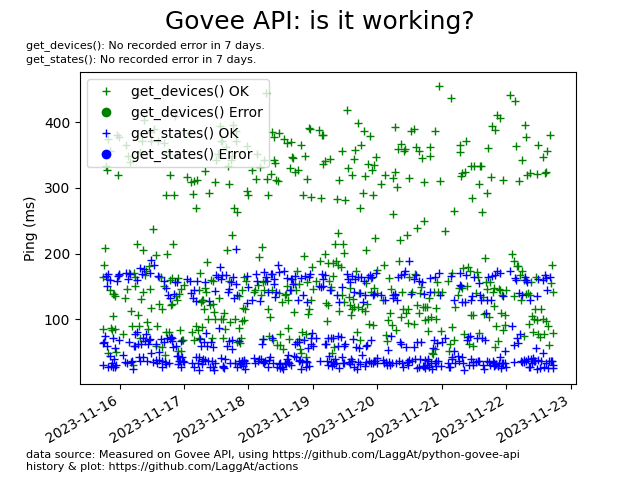 Govee API: is it working?
get_devices(): No recorded error in 7 days.
get_states(): No recorded error in 7 days.
get_devices() OK
get_devices() Error
get_states() OK
get_states() Error
400
300
200
100
Ping (ms)
2023-11-16
2023-11-17
2023-11-18
2023-11-19
2023-11-20
2023-11-21
2023-11-22
2023-11-23
data source: Measured on Govee API, using https://github.com/LaggAt/python-govee-api
history & plot: https://github.com/LaggAt/actions